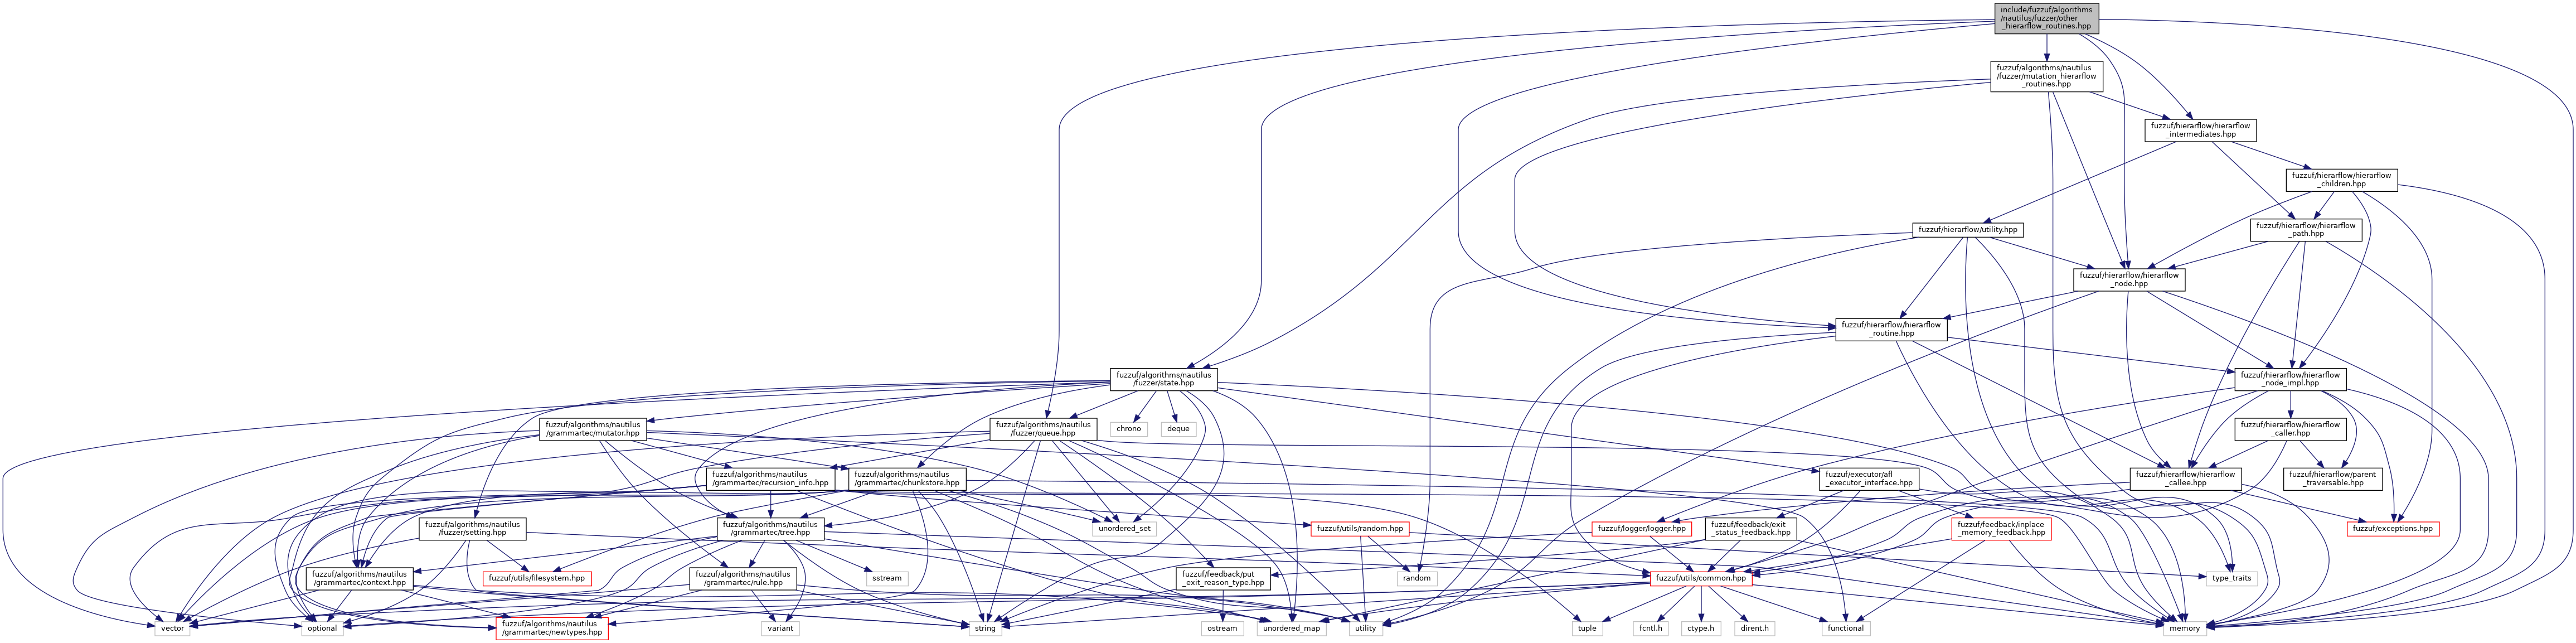 include/fuzzuf/algorithms
/nautilus/fuzzer/other
_hierarflow_routines.hpp
fuzzuf/algorithms/nautilus
/fuzzer/mutation_hierarflow
_routines.hpp
fuzzuf/hierarflow/hierarflow
_intermediates.hpp
fuzzuf/hierarflow/hierarflow
_children.hpp
fuzzuf/hierarflow/utility.hpp
fuzzuf/hierarflow/hierarflow
_path.hpp
fuzzuf/hierarflow/hierarflow
_node.hpp
fuzzuf/hierarflow/hierarflow
_routine.hpp
fuzzuf/algorithms/nautilus
/fuzzer/state.hpp
fuzzuf/hierarflow/hierarflow
_node_impl.hpp
fuzzuf/algorithms/nautilus
/grammartec/mutator.hpp
fuzzuf/algorithms/nautilus
/fuzzer/queue.hpp
chrono
deque
fuzzuf/hierarflow/hierarflow
_caller.hpp
fuzzuf/algorithms/nautilus
/grammartec/recursion_info.hpp
fuzzuf/algorithms/nautilus
/grammartec/chunkstore.hpp
fuzzuf/executor/afl
_executor_interface.hpp
fuzzuf/hierarflow/hierarflow
_callee.hpp
fuzzuf/hierarflow/parent
_traversable.hpp
fuzzuf/algorithms/nautilus
/fuzzer/setting.hpp
fuzzuf/algorithms/nautilus
/grammartec/tree.hpp
unordered_set
fuzzuf/utils/random.hpp
fuzzuf/logger/logger.hpp
fuzzuf/feedback/exit
_status_feedback.hpp
fuzzuf/feedback/inplace
_memory_feedback.hpp
fuzzuf/exceptions.hpp
fuzzuf/algorithms/nautilus
/grammartec/context.hpp
fuzzuf/utils/filesystem.hpp
fuzzuf/algorithms/nautilus
/grammartec/rule.hpp
sstream
fuzzuf/feedback/put
_exit_reason_type.hpp
random
fuzzuf/utils/common.hpp
type_traits
vector
optional
fuzzuf/algorithms/nautilus
/grammartec/newtypes.hpp
variant
string
ostream
unordered_map
utility
tuple
fcntl.h
ctype.h
dirent.h
functional
memory